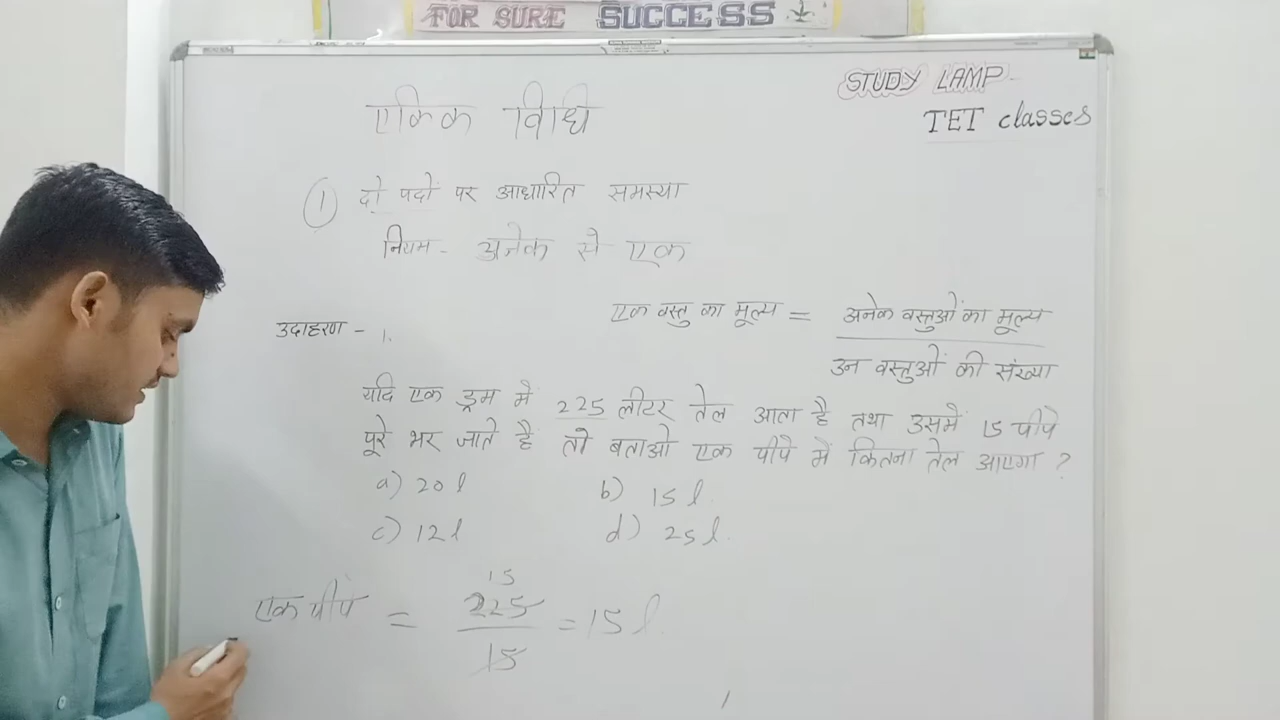 FOR SURE SUCCESS
STUDY LAMP
TET classes
एकिक विधि
① दो पदों पर आधारित समस्या
नियम - अनेक से एक
एक वस्तु का मूल्य = अनेक वस्तुओं का मूल्य
उन वस्तुओं की संख्या
उदाहरण - 1.
यदि एक ड्रम में 225 लीटर तेल आता है तथा उसमें 15 पीपे
पूरे भर जाते है तो बताओ एक पीपे में कितना तेल आएगा ?
a) 20 l b) 15 l.
c) 12 l d) 25 l.
15
एक पीपे = 225 = 15 l.
15